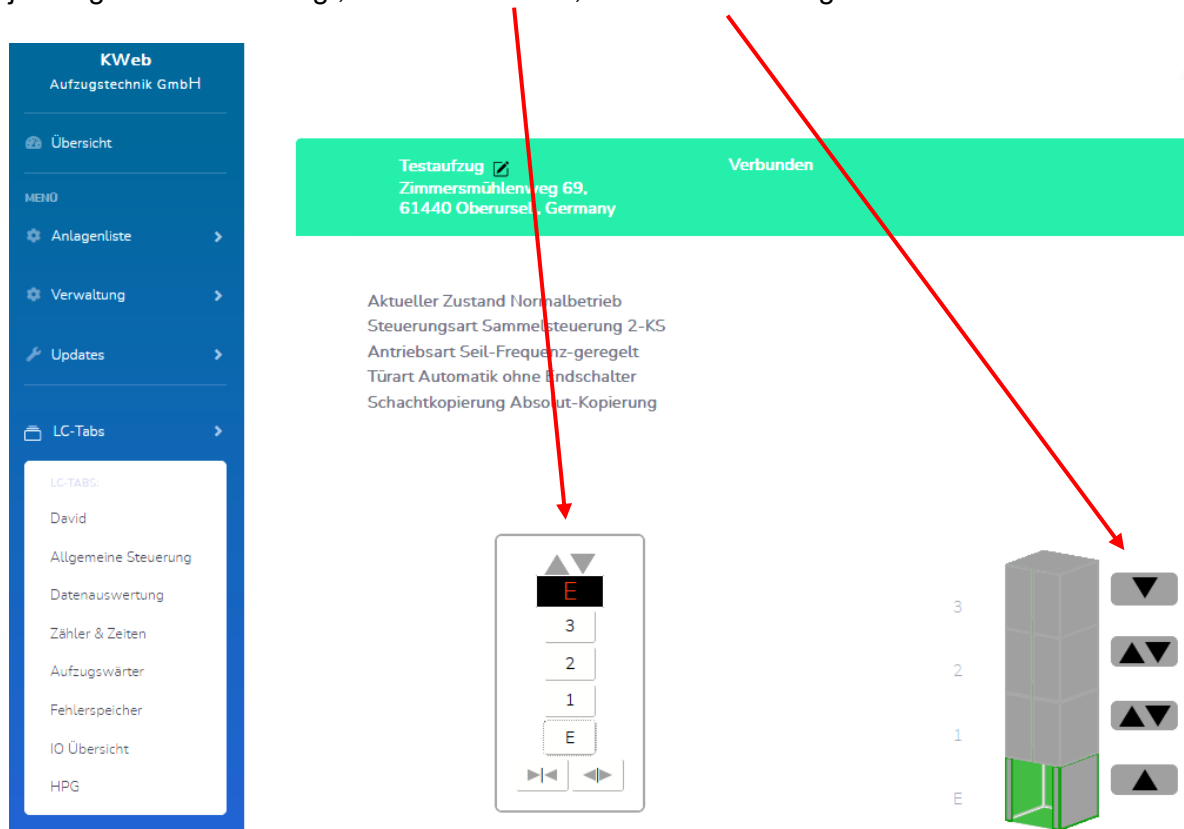 KWeb
Aufzugstechnik GmbH
Übersicht
MENÜ
Anlagenliste
Verwaltung
Updates
LC-Tabs
LC-TABS:
David
Allgemeine Steuerung
Datenauswertung
Zähler & Zeiten
Aufzugswärter
Fehlerspeicher
IO Übersicht
HPG
Testaufzug
Verbunden
Zimmersmühlenweg 69,
61440 Oberursel, Germany
Aktueller Zustand Normalbetrieb
Steuerungsart Sammelsteuerung 2-KS
Antriebsart Seil-Frequenz-geregelt
Türart Automatik ohne Endschalter
Schachtkopierung Absolut-Kopierung
E
3
2
1
E
3
2
1
E